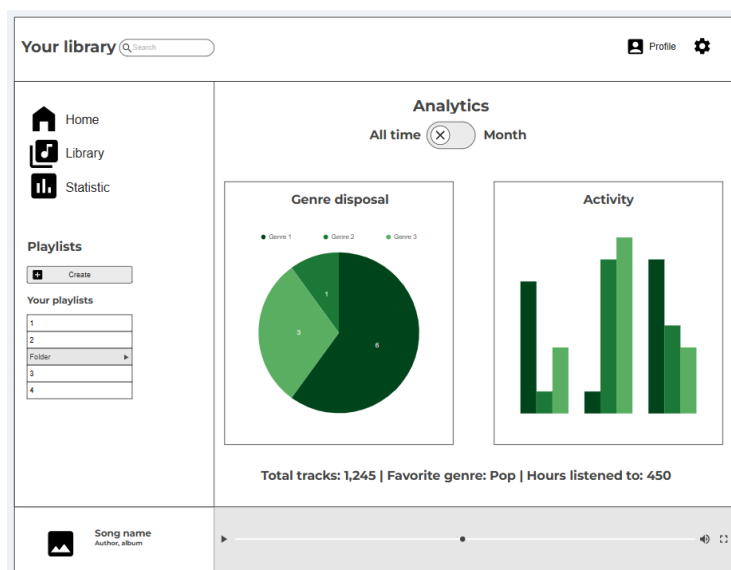 Your library
Search
Profile
Home
Library
Statistic
Playlists
Create
Your playlists
1
2
Folder
3
4
Analytics
All time
Month
Genre disposal
Genre 1 Genre 2 Genre 3
1
3
6
Activity
Total tracks: 1,245 | Favorite genre: Pop | Hours listened to: 450
Song name
Author, album